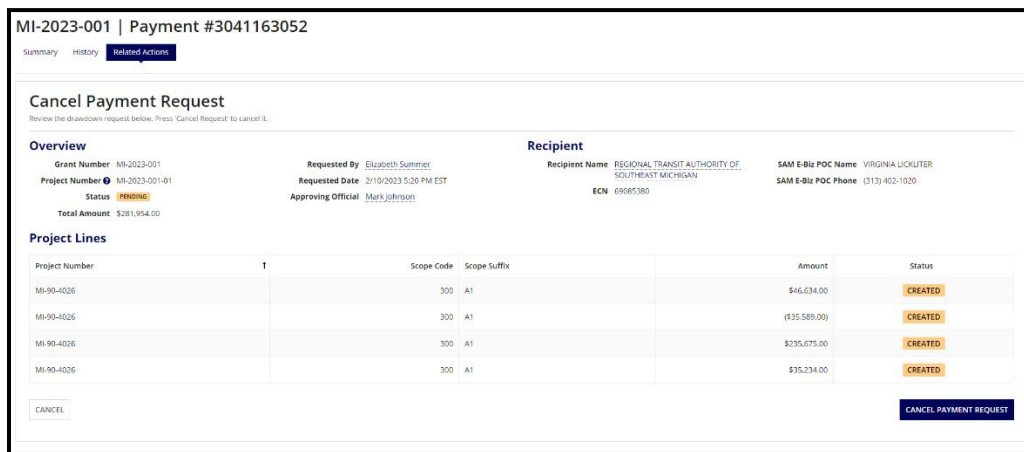 MI-2023-001 | Payment #3041163052
Summary History Related Actions
Cancel Payment Request
Review the drawdown request below. Press 'Cancel Request' to cancel it.
Overview
Grant Number MI-2023-001
Project Number MI-2023-001-01
Status PENDING
Total Amount $281,954.00
Requested By Elizabeth Summer
Requested Date 2/10/2023 5:20 PM EST
Approving Official Mark Johnson
Recipient
Recipient Name REGIONAL TRANSIT AUTHORITY OF
SOUTHEAST MICHIGAN
ECN 69085380
SAM E-Biz POC Name VIRGINIA LICKLITER
SAM E-Biz POC Phone (313) 402-1020
Project Lines
Project Number ↑ Scope Code Scope Suffix Amount Status
MI-90-4026 300 A1 $46,634.00 CREATED
MI-90-4026 300 A1 ($35,589.00) CREATED
MI-90-4026 300 A1 $235,675.00 CREATED
MI-90-4026 300 A1 $35,234.00 CREATED
CANCEL CANCEL PAYMENT REQUEST